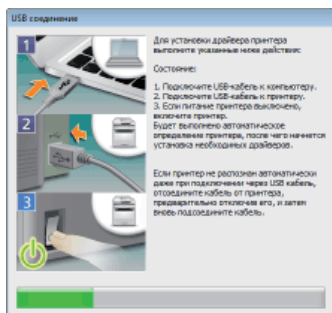 USB соединение
1
Для установки драйвера принтера
выполните указанные ниже действия:
Состояние:
1. Подключите USB-кабель к компьютеру.
2. Подключите USB-кабель к принтеру.
3. Если питание принтера выключено,
включите принтер.
Будет выполнено автоматическое
определение принтера, после чего начнется
установка необходимых драйверов.
2
Если принтер не распознан автоматически
даже при подключении через USB кабель,
отсоедините кабель от принтера,
предварительно отключив его, и затем
вновь подсоедините кабель.
3